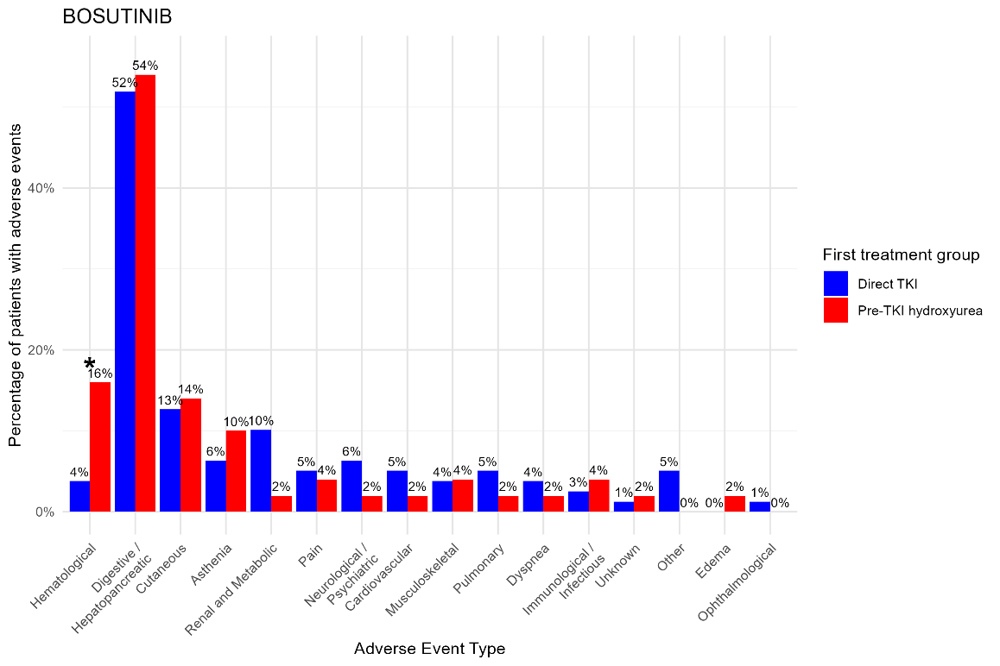 BOSUTINIB
Percentage of patients with adverse events
40%
20%
0%
4%
*
16%
52%
54%
13%
14%
6%
10%
10%
2%
5%
4%
6%
2%
5%
2%
4%
4%
5%
2%
4%
2%
3%
4%
1%
2%
5%
0%
0%
2%
1%
0%
Hematological
Digestive /
Hepatopancreatic
Cutaneous
Asthenia
Renal and Metabolic
Pain
Neurological /
Psychiatric
Cardiovascular
Musculoskeletal
Pulmonary
Dyspnea
Immunological /
Infectious
Unknown
Other
Edema
Ophthalmological
Adverse Event Type
First treatment group
Direct TKI
Pre-TKI hydroxyurea